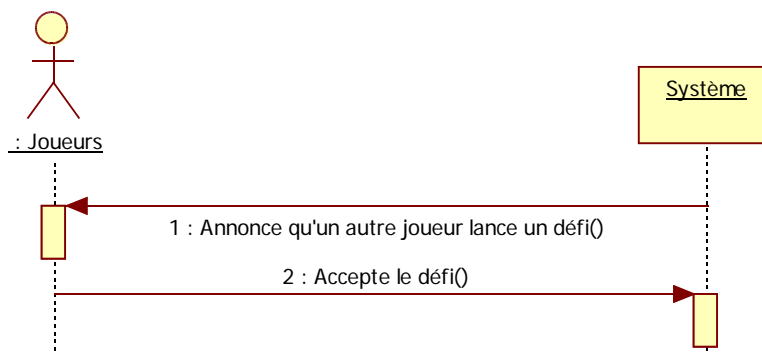 Système
: Joueurs
1 : Annonce qu'un autre joueur lance un défi()
2 : Accepte le défi()